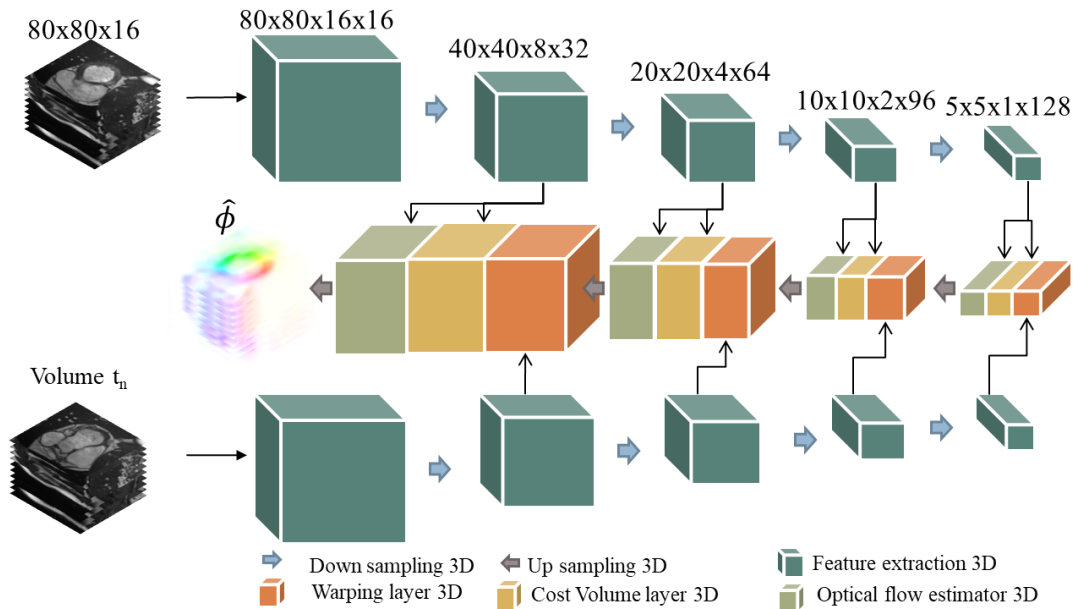 80x80x16
80x80x16x16
40x40x8x32
20x20x4x64
10x10x2x96
5x5x1x128
ϕ̂
Volume tₙ
Down sampling 3D
Up sampling 3D
Feature extraction 3D
Warping layer 3D
Cost Volume layer 3D
Optical flow estimator 3D